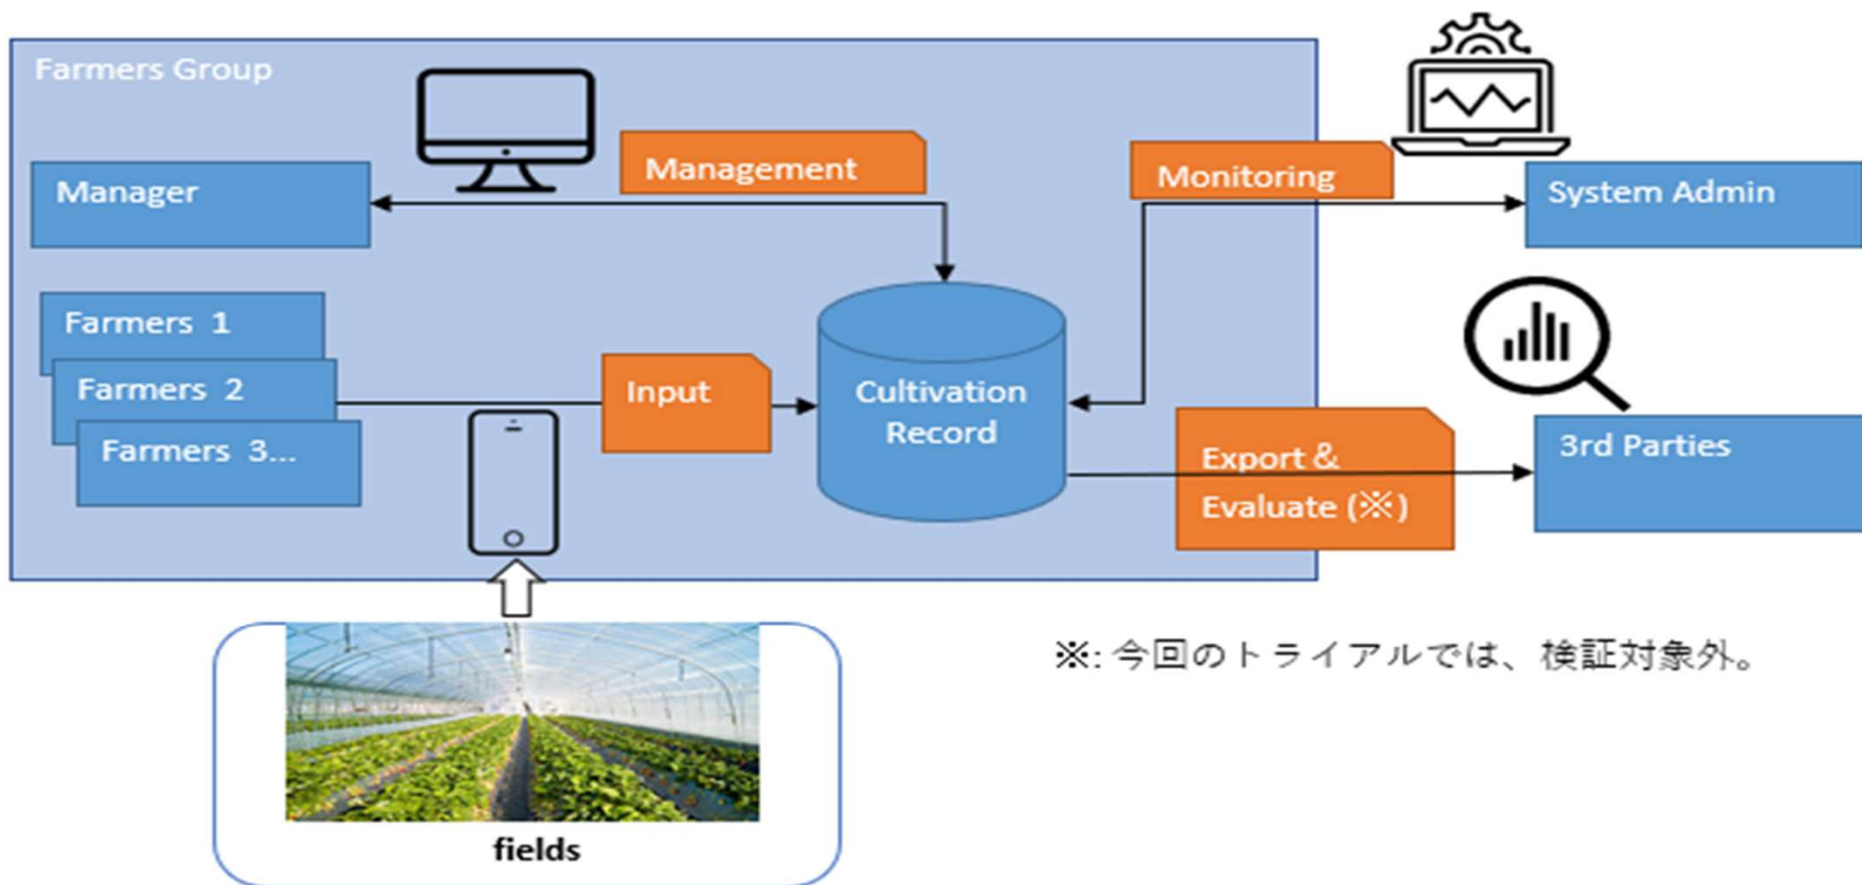 Farmers Group
Management
Monitoring
Manager
System Admin
Farmers 1
Farmers 2
Farmers 3...
Input
Cultivation
Record
Export &
Evaluate (※)
3rd Parties
※: 今回のトライアルでは、検証対象外。
fields